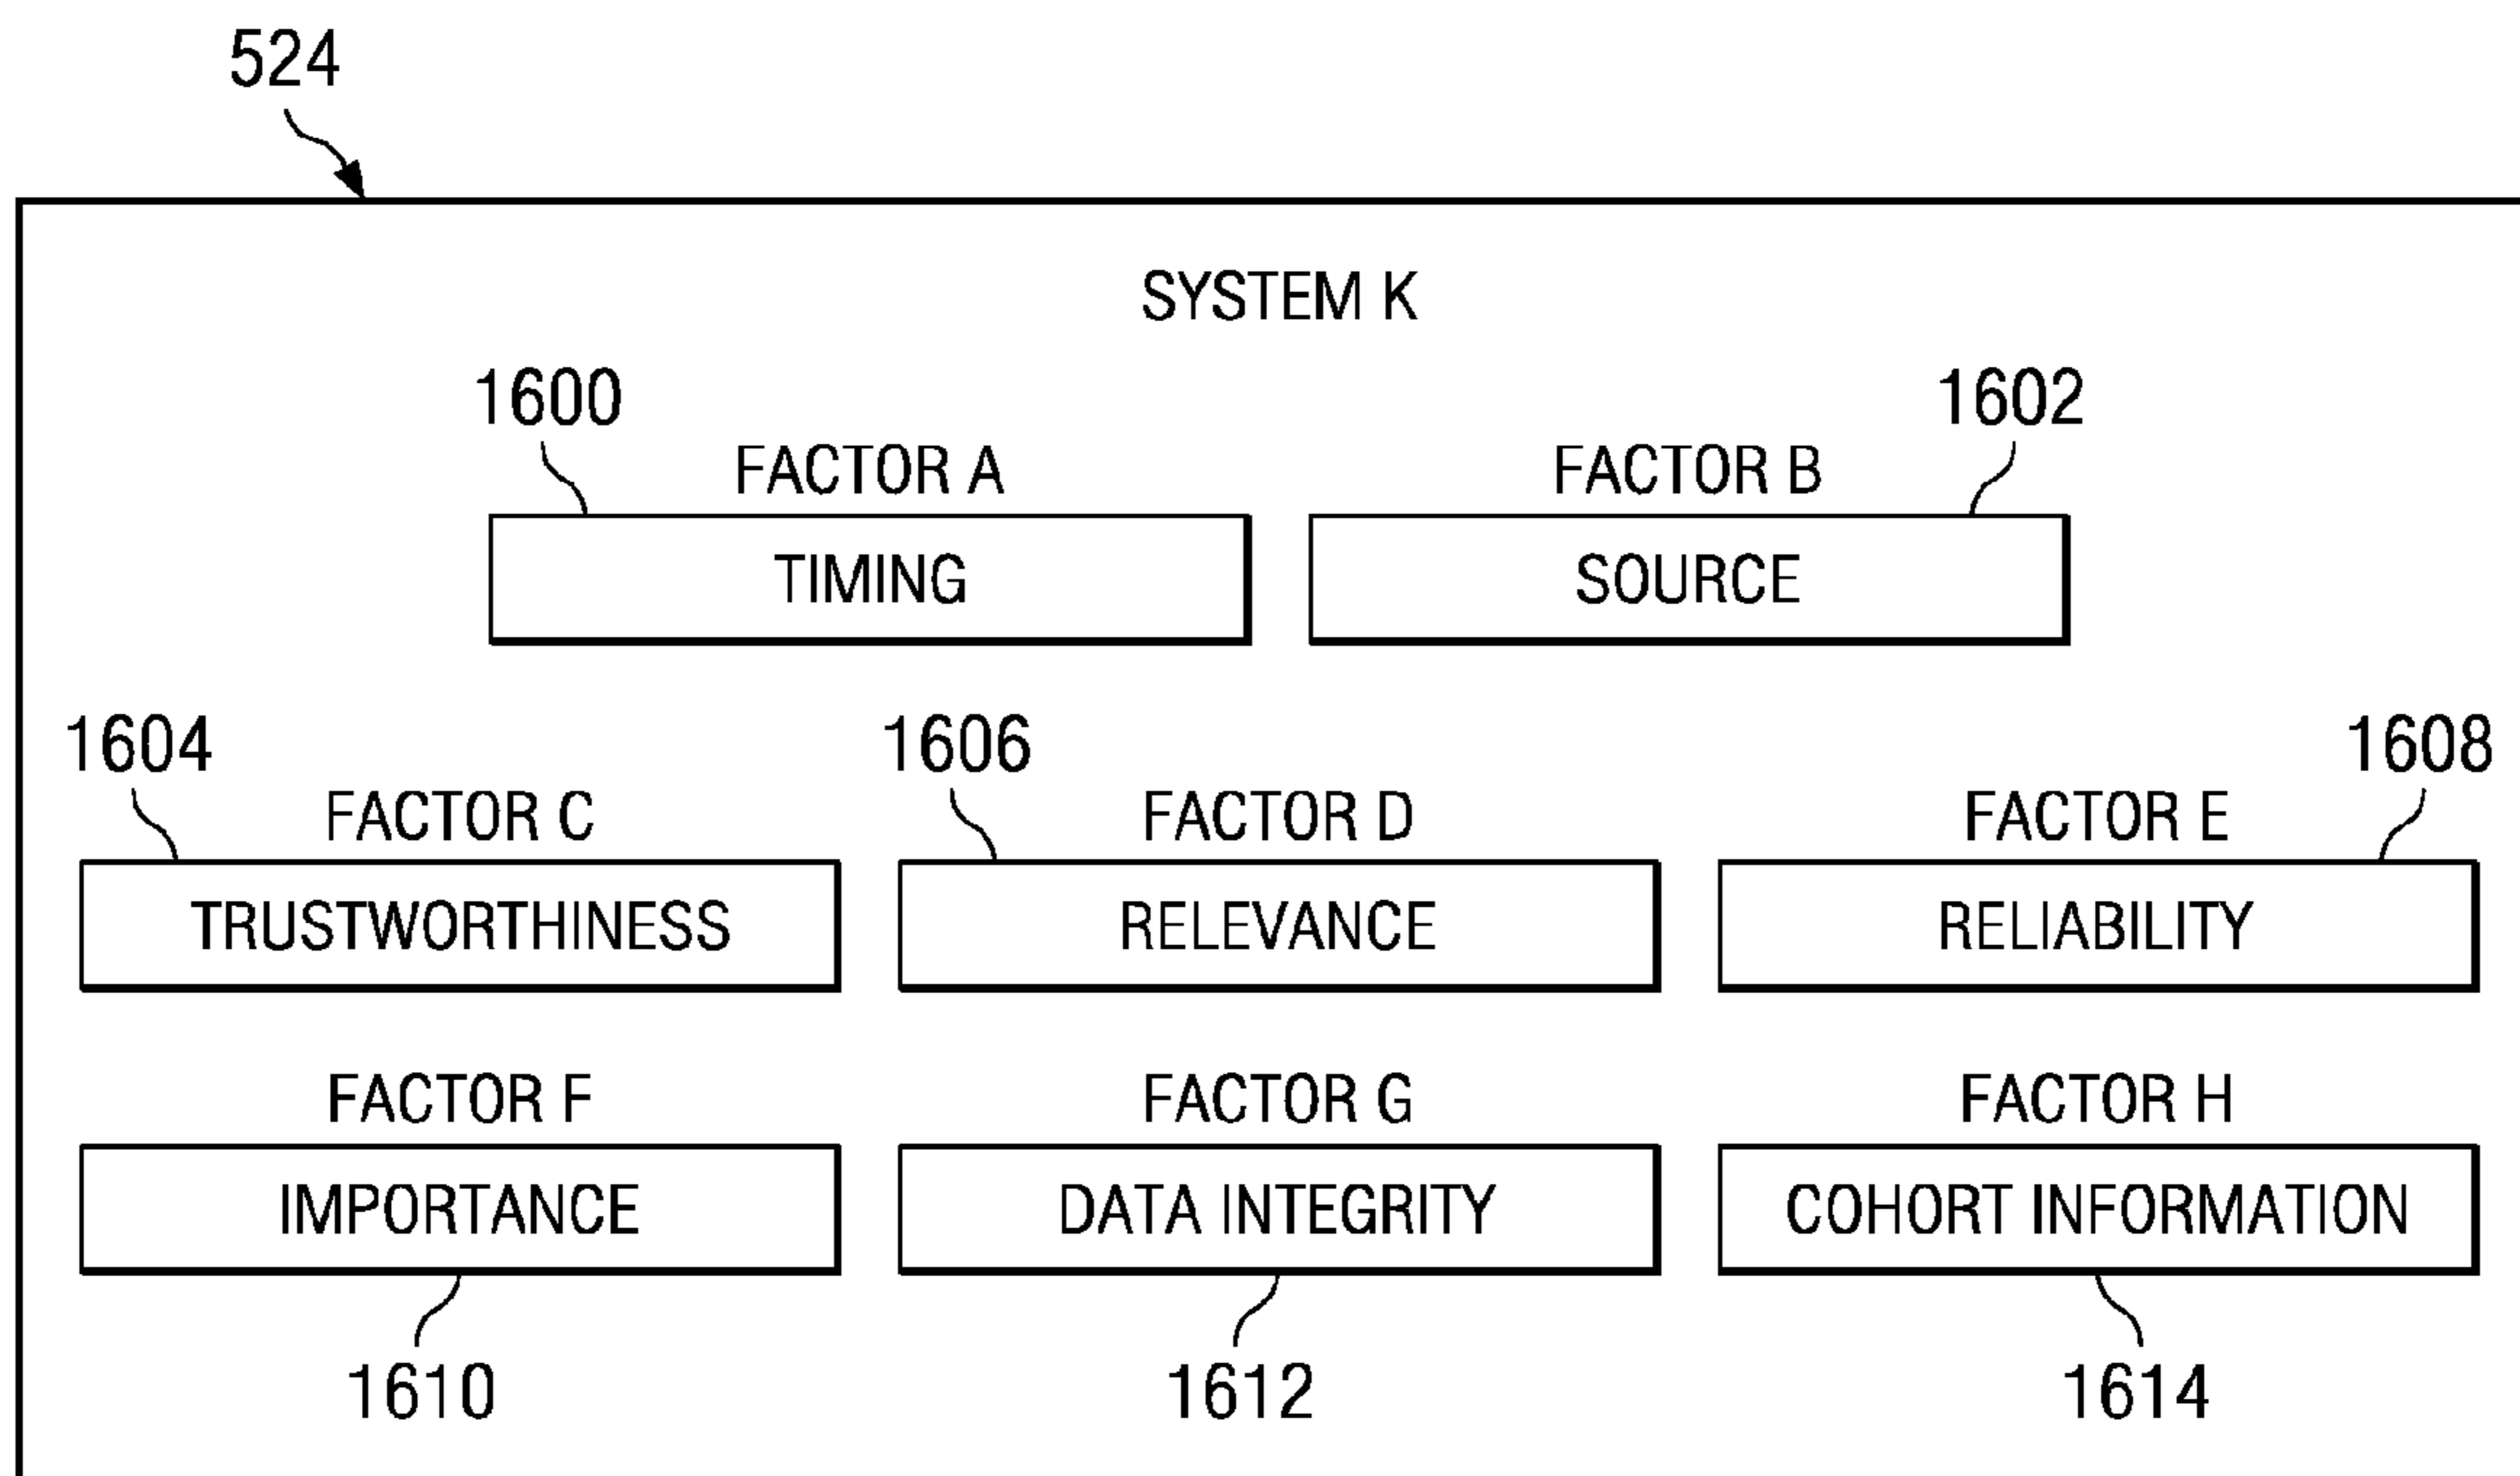 524
SYSTEM K
1600
1602
FACTOR A
FACTOR B
TIMING
SOURCE
1604
1606
1608
FACTOR C
FACTOR D
FACTOR E
TRUSTWORTHINESS
RELEVANCE
RELIABILITY
FACTOR F
FACTOR G
FACTOR H
IMPORTANCE
DATA INTEGRITY
COHORT INFORMATION
1610
1612
1614